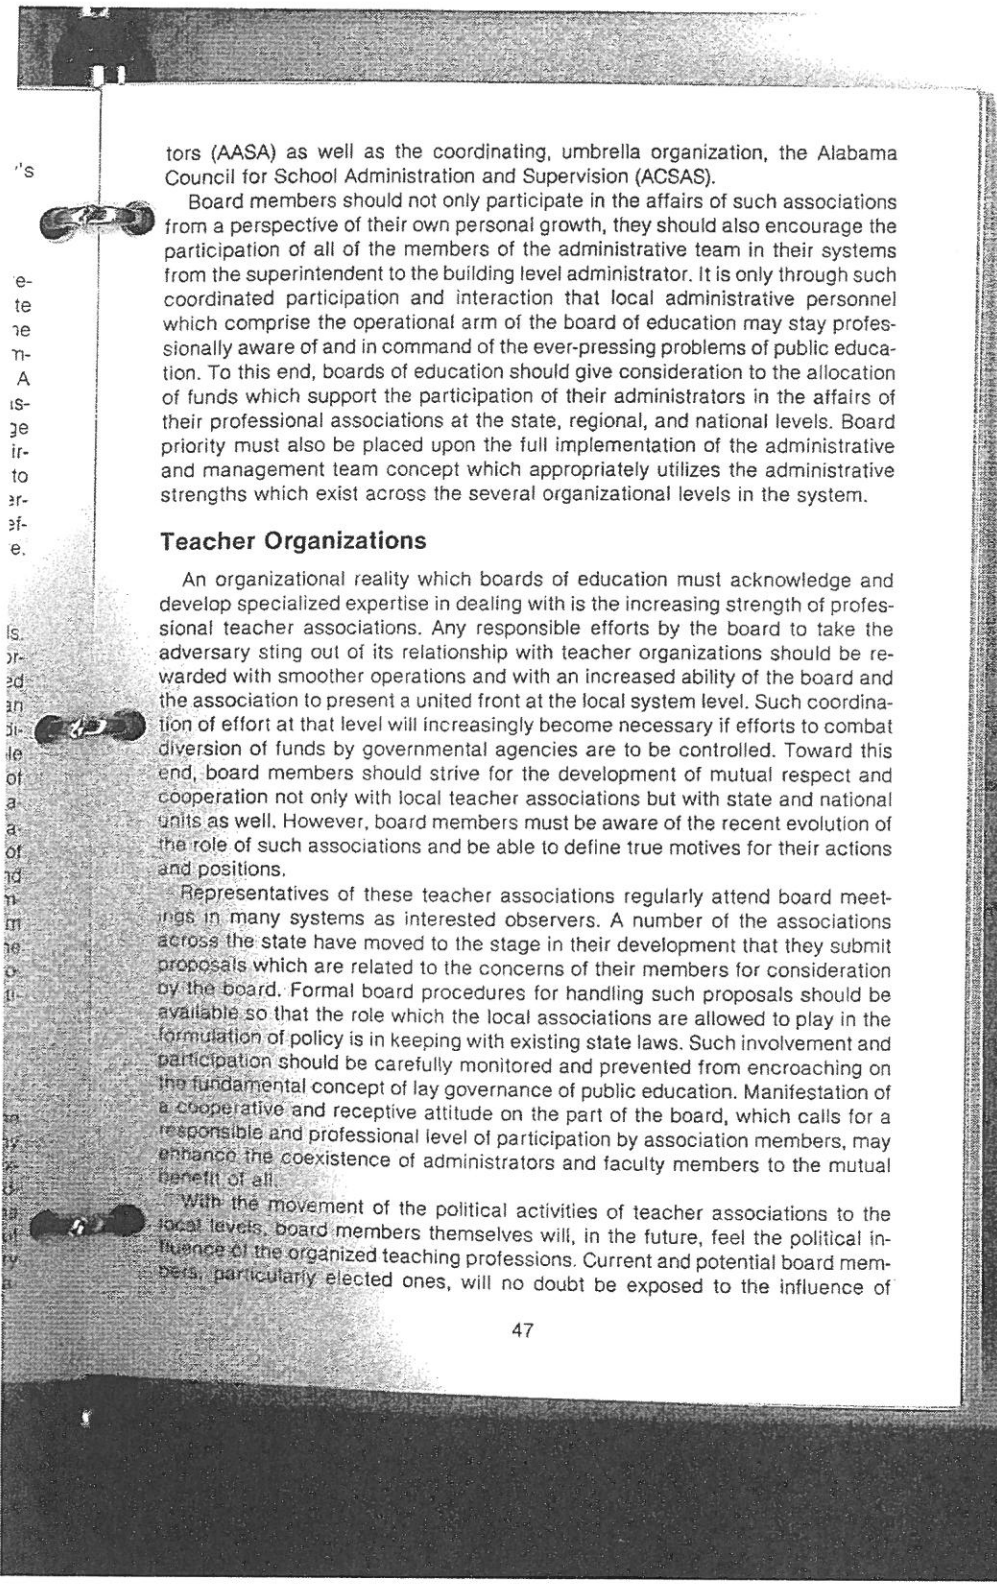 tors (AASA) as well as the coordinating, umbrella organization, the Alabama
Council for School Administration and Supervision (ACSAS).
Board members should not only participate in the affairs of such associations
from a perspective of their own personal growth, they should also encourage the
participation of all of the members of the administrative team in their systems
from the superintendent to the building level administrator. It is only through such
coordinated participation and interaction that local administrative personnel
which comprise the operational arm of the board of education may stay profes-
sionally aware of and in command of the ever-pressing problems of public educa-
tion. To this end, boards of education should give consideration to the allocation
of funds which support the participation of their administrators in the affairs of
their professional associations at the state, regional, and national levels. Board
priority must also be placed upon the full implementation of the administrative
and management team concept which appropriately utilizes the administrative
strengths which exist across the several organizational levels in the system.
Teacher Organizations
An organizational reality which boards of education must acknowledge and
develop specialized expertise in dealing with is the increasing strength of profes-
sional teacher associations. Any responsible efforts by the board to take the
adversary sting out of its relationship with teacher organizations should be re-
warded with smoother operations and with an increased ability of the board and
the association to present a united front at the local system level. Such coordina-
tion of effort at that level will increasingly become necessary if efforts to combat
diversion of funds by governmental agencies are to be controlled. Toward this
end, board members should strive for the development of mutual respect and
cooperation not only with local teacher associations but with state and national
units as well. However, board members must be aware of the recent evolution of
the role of such associations and be able to define true motives for their actions
and positions.
Representatives of these teacher associations regularly attend board meet-
ings in many systems as interested observers. A number of the associations
across the state have moved to the stage in their development that they submit
proposals which are related to the concerns of their members for consideration
by the board. Formal board procedures for handling such proposals should be
available so that the role which the local associations are allowed to play in the
formulation of policy is in keeping with existing state laws. Such involvement and
participation should be carefully monitored and prevented from encroaching on
the fundamental concept of lay governance of public education. Manifestation of
a cooperative and receptive attitude on the part of the board, which calls for a
responsible and professional level of participation by association members, may
enhance the coexistence of administrators and faculty members to the mutual
benefit of all.
With the movement of the political activities of teacher associations to the
local levels, board members themselves will, in the future, feel the political in-
fluence of the organized teaching professions. Current and potential board mem-
bers, particularly elected ones, will no doubt be exposed to the influence of
47